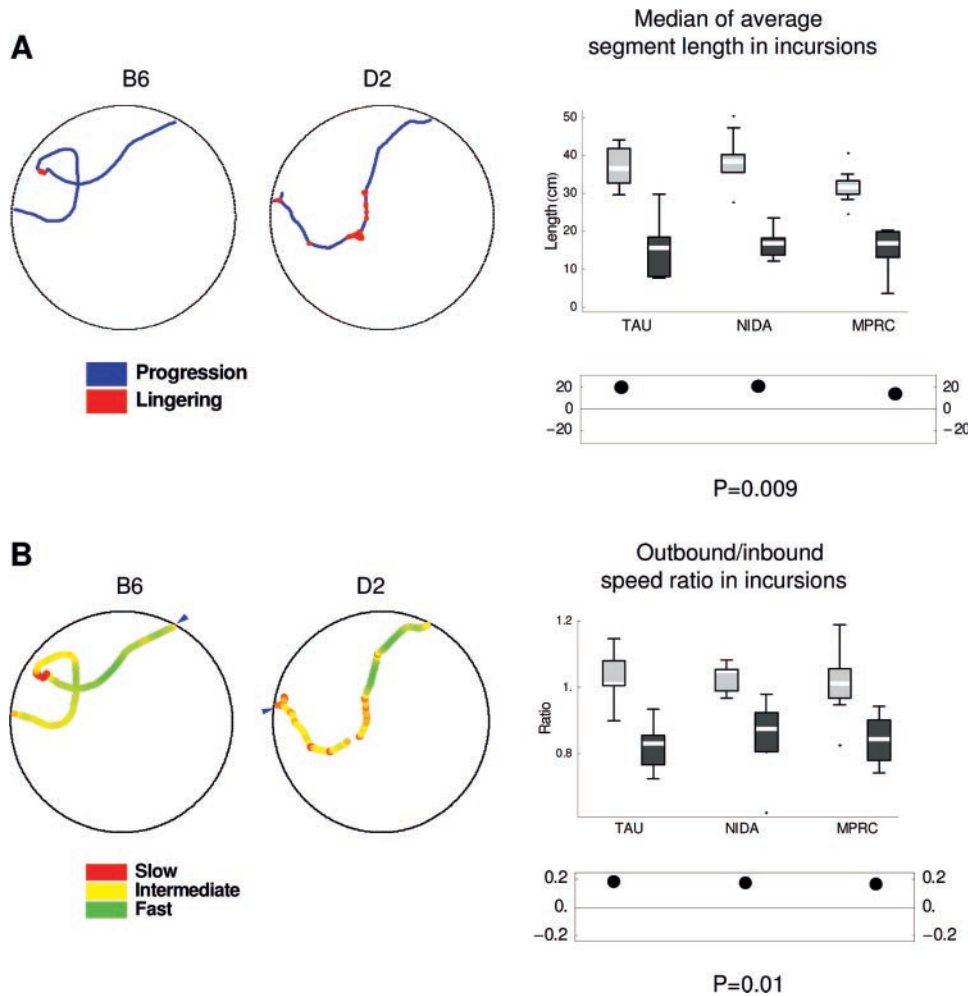 A
B6
D2
Progression
Lingering
Median of average
segment length in incursions
50
40
30
20
10
0
Length (cm)
TAU
NIDA
MPRC
20
0
−20
20
0
−20
P=0.009
B
B6
D2
Slow
Intermediate
Fast
Outbound/inbound
speed ratio in incursions
1.2
1.
0.8
Ratio
TAU
NIDA
MPRC
0.2
0.
−0.2
0.2
0.
−0.2
P=0.01